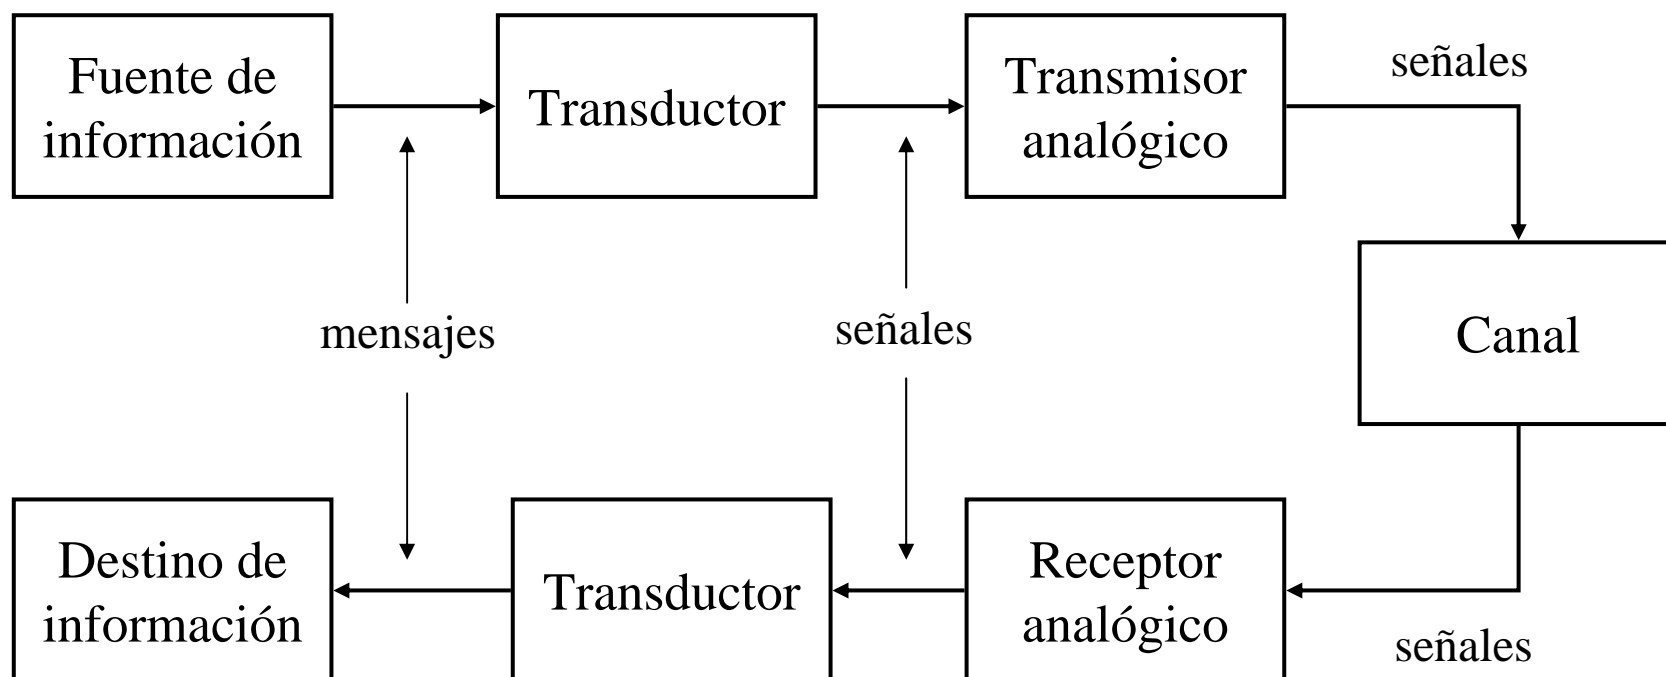 Fuente de
información
Transductor
Transmisor
analógico
señales
mensajes
señales
Canal
Destino de
información
Transductor
Receptor
analógico
señales